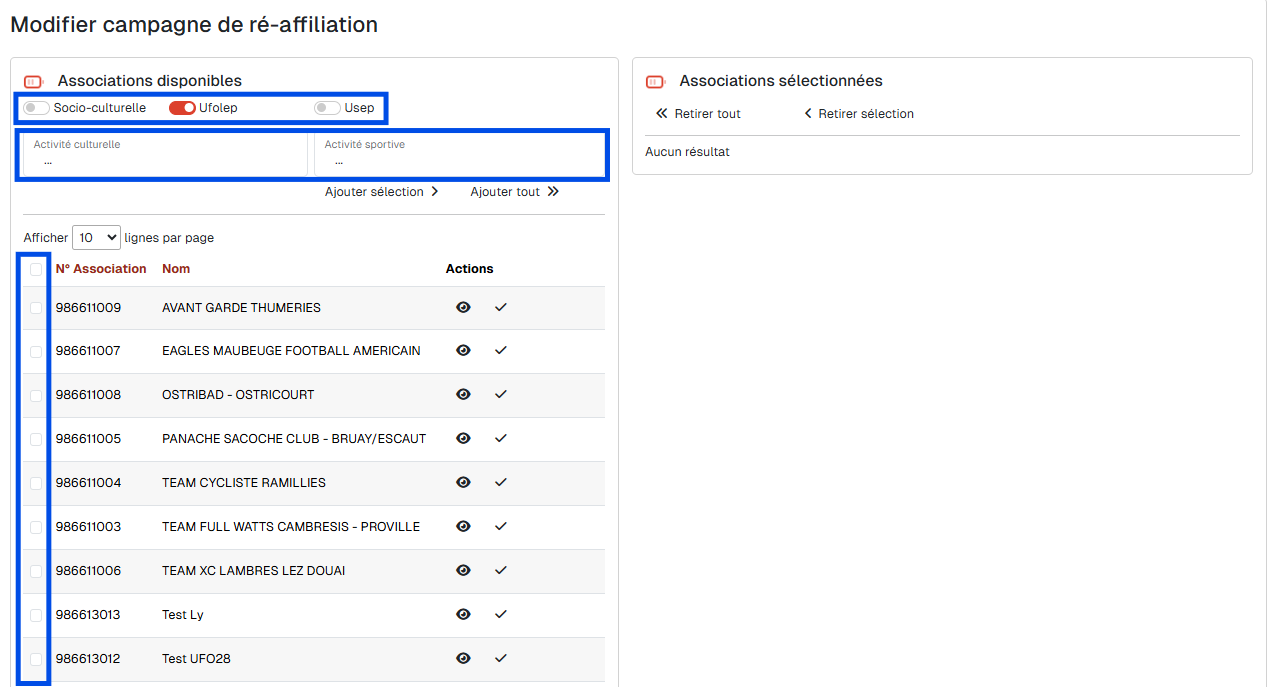 Modifier campagne de ré-affiliation
Associations disponibles
Socio-culturelle Ufolep Usep
Activité culturelle Activité sportive
... ...
Ajouter sélection Ajouter tout
Afficher 10 lignes par page
N° Association Nom Actions
986611009 AVANT GARDE THUMERIES
986611007 EAGLES MAUBEUGE FOOTBALL AMERICAIN
986611008 OSTRIBAD - OSTRICOURT
986611005 PANACHE SACOCHE CLUB - BRUAY/ESCAUT
986611004 TEAM CYCLISTE RAMILLIES
986611003 TEAM FULL WATTS CAMBRESIS - PROVILLE
986611006 TEAM XC LAMBRES LEZ DOUAI
986613013 Test Ly
986613012 Test UFO28
Associations sélectionnées
Retirer tout Retirer sélection
Aucun résultat